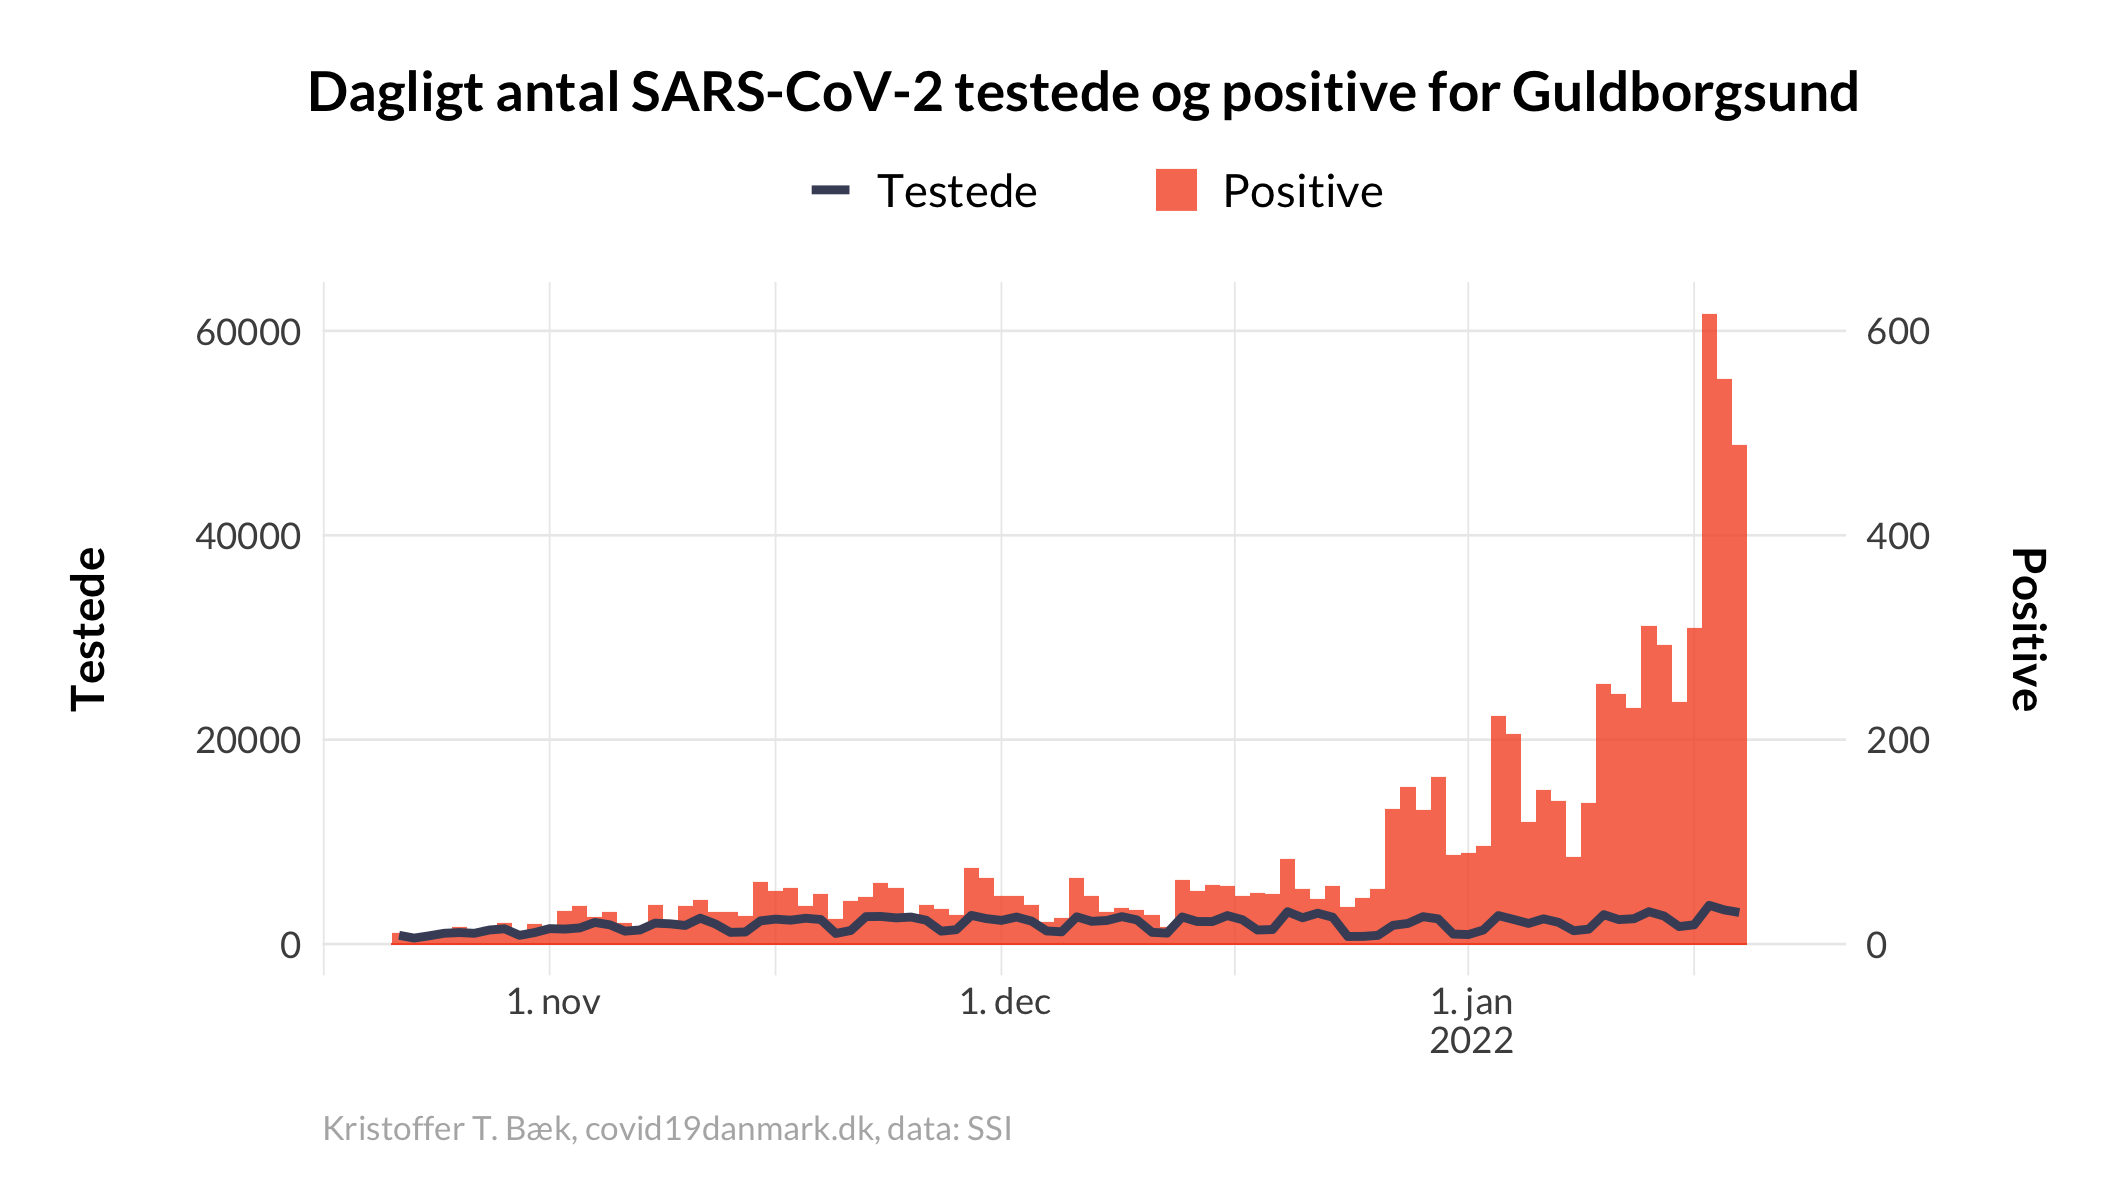 Dagligt antal SARS-CoV-2 testede og positive for Guldborgsund
Testede
Positive
60000
40000
20000
0
Testede
600
400
200
0
Positive
1. nov
1. dec
1. jan
2022
Kristoffer T. Bæk, covid19danmark.dk, data: SSI